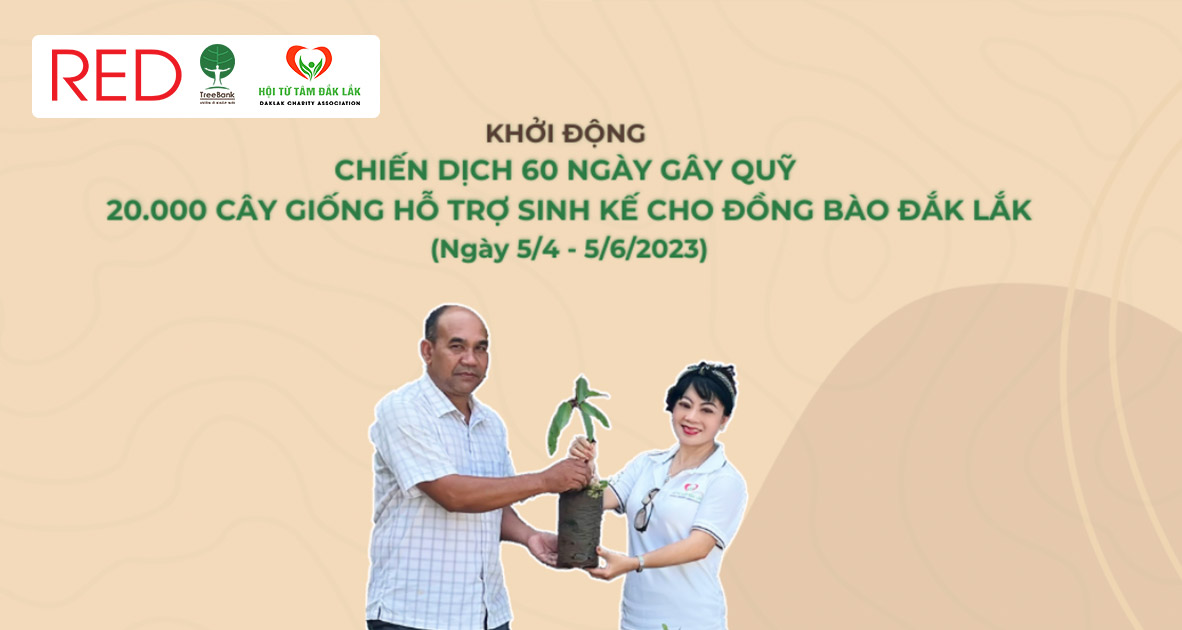 RED
TreeBank
HỘI TỪ TÂM ĐẮK LẮK
DAKLAK CHARITY ASSOCIATION
KHỞI ĐỘNG
CHIẾN DỊCH 60 NGÀY GÂY QUỸ
20.000 CÂY GIỐNG HỖ TRỢ SINH KẾ CHO ĐỒNG BÀO ĐẮK LẮK
(Ngày 5/4 - 5/6/2023)